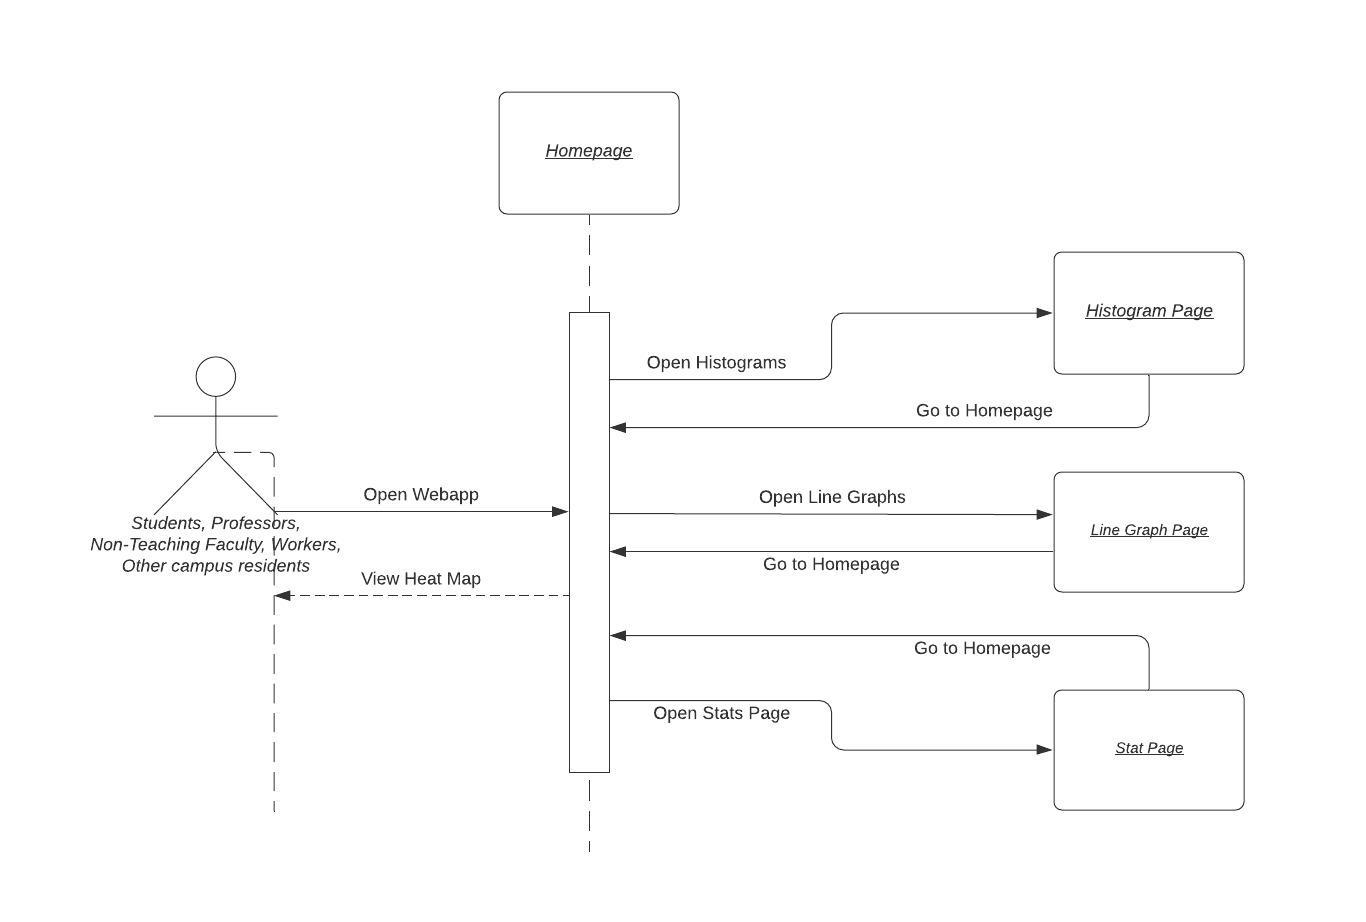 Homepage
Histogram Page
Open Histograms
Go to Homepage
Open Webapp
Open Line Graphs
Students, Professors,
Non-Teaching Faculty, Workers,
Other campus residents
Line Graph Page
Go to Homepage
View Heat Map
Go to Homepage
Open Stats Page
Stat Page